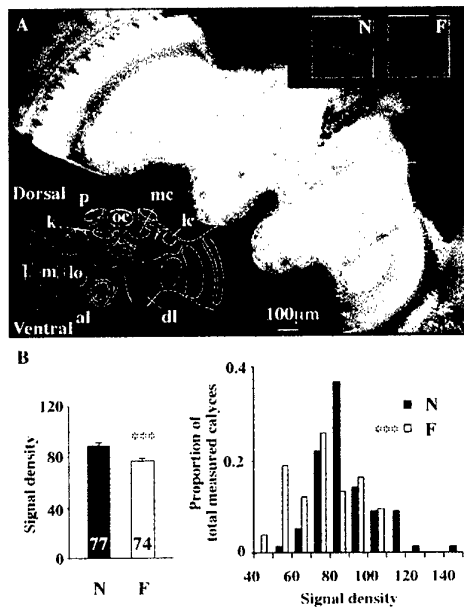 A
N F
Dorsal p mc
k oc lc
m lo
al dl
Ventral
100μm
B
120
80
40
0
Signal density
***
77 74
N F
0.4
0.2
0
Proportion of
total measured calyces
N
*** F
40 60 80 100 120 140
Signal density